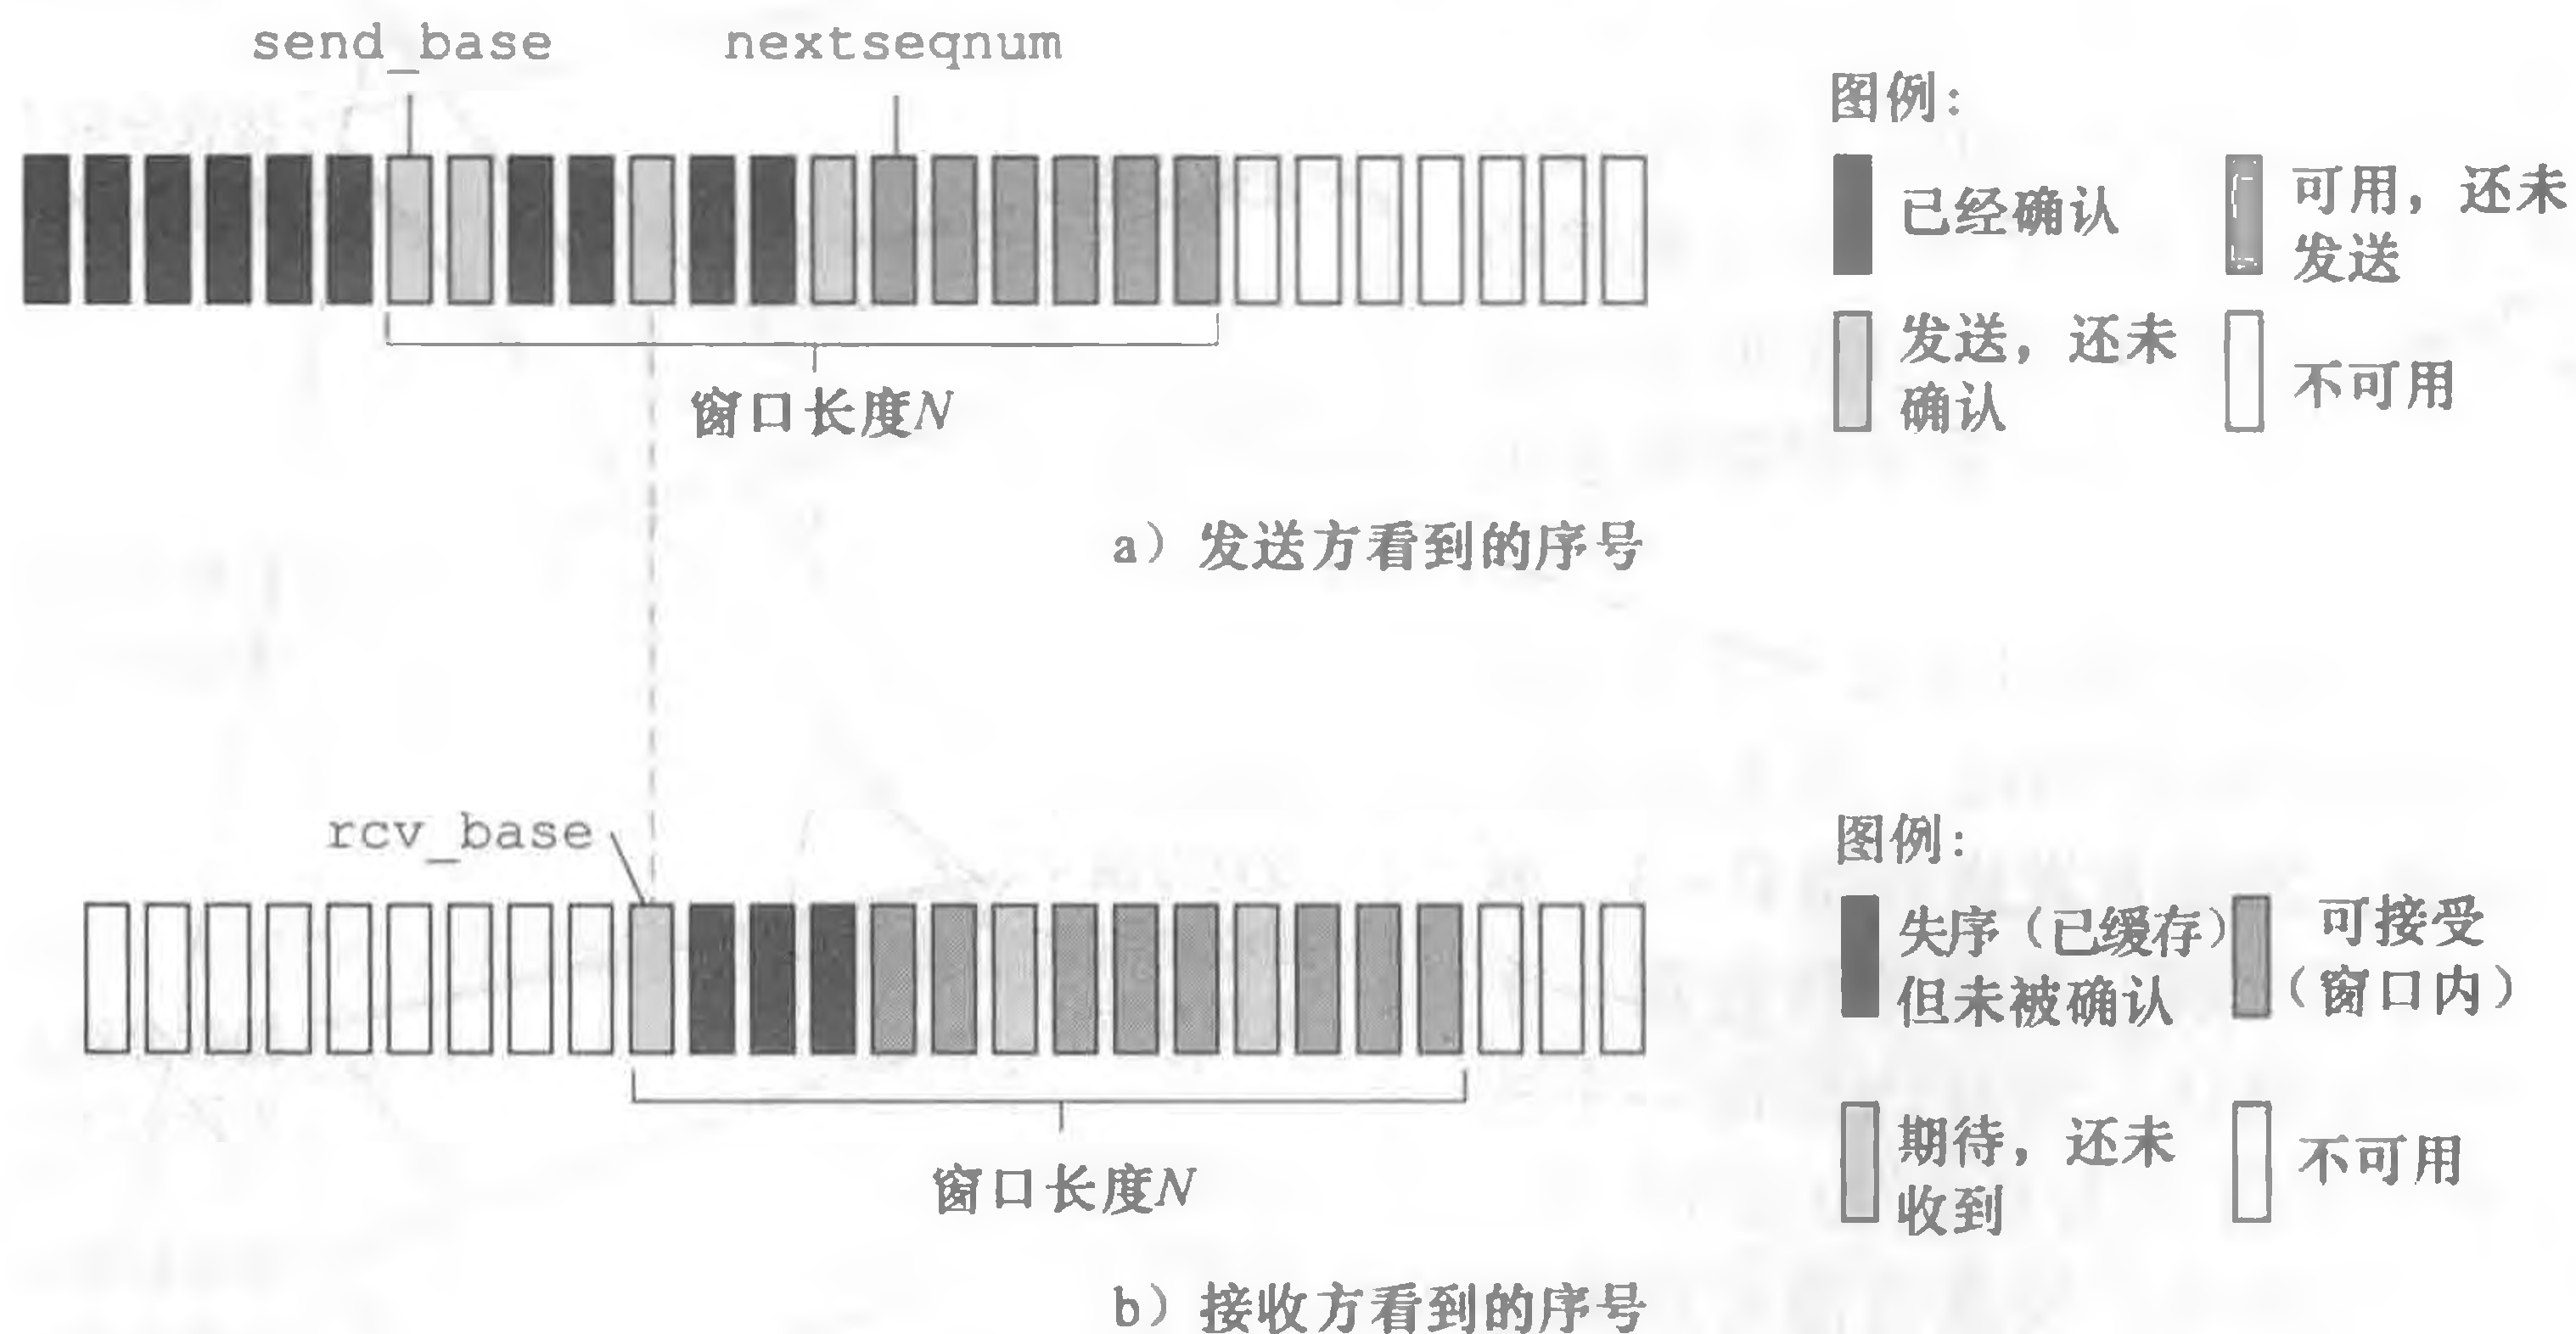 send_base
nextseqnum
图例：
已经确认
可用，还未
发送
发送，还未
确认
不可用
窗口长度N
a）发送方看到的序号
rcv_base
图例：
失序（已缓存）
但未被确认
可接受
（窗口内）
期待，还未
收到
不可用
窗口长度N
b）接收方看到的序号